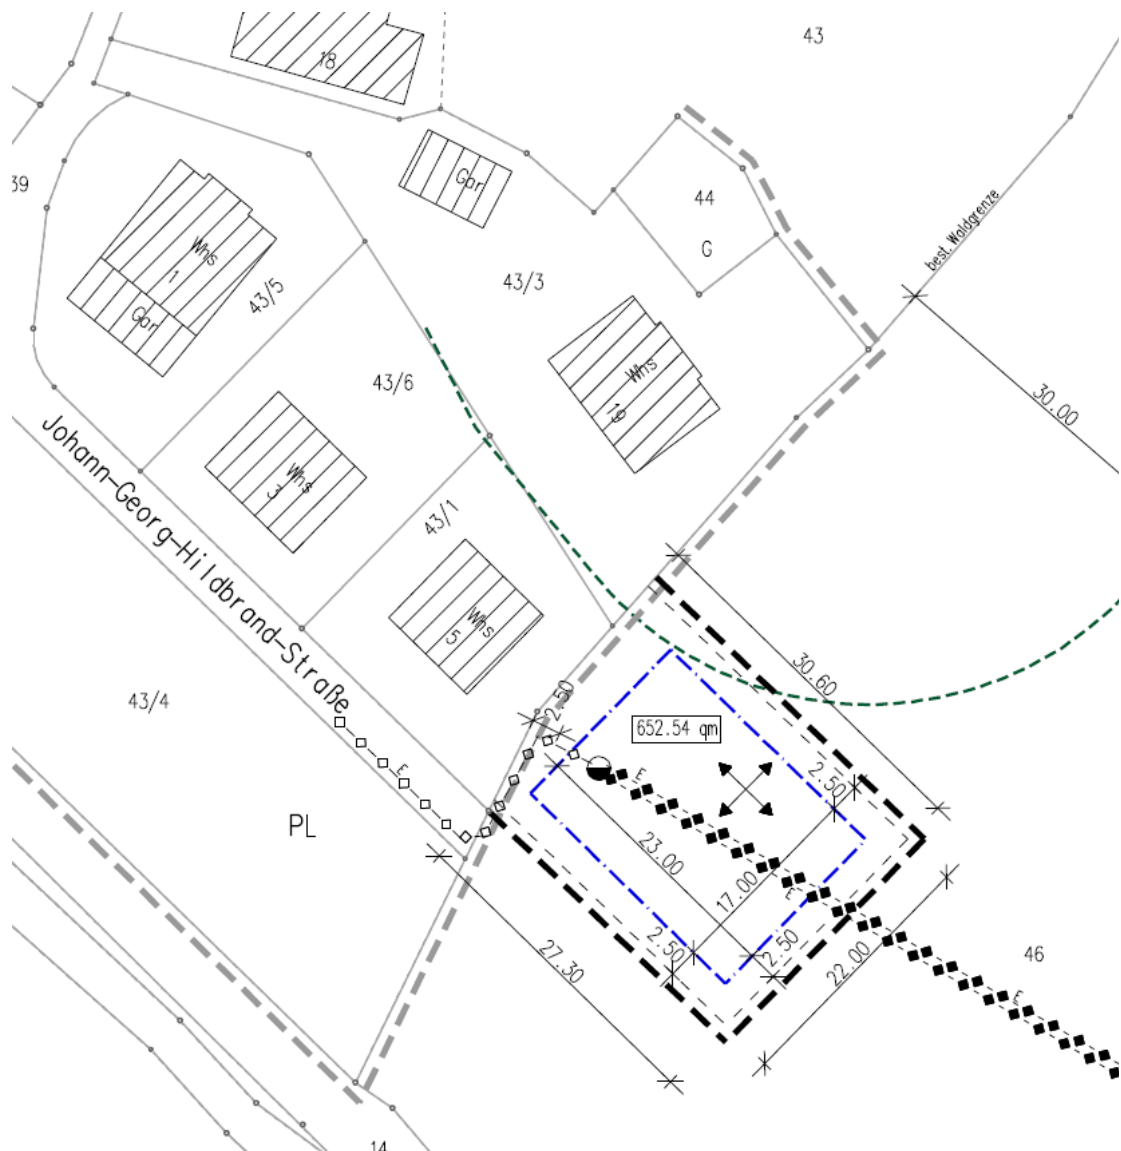 43
18
39
Gar
44
best. Waldgrenze
Whs
1
G
43/3
43/5
Gar
43/6
Whs
19
30.00
Johann-Georg-Hildbrand-Straße
Whs
3
43/1
Whs
5
30.60
2.50
43/4
652.54 qm
E
E
2.50
PL
23.00
17.00
E
2.50
2.50
27.30
22.00
46
E
14